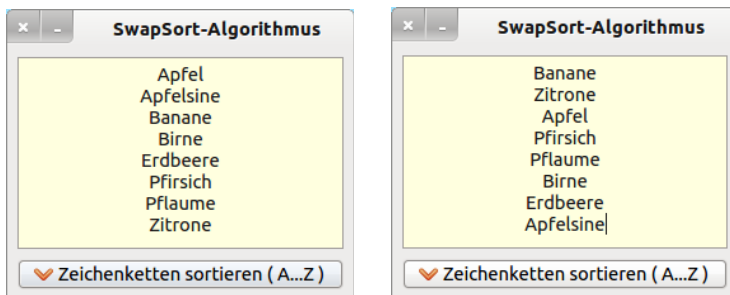 SwapSort-Algorithmus
Apfel
Apfelsine
Banane
Birne
Erdbeere
Pfirsich
Pflaume
Zitrone
Zeichenketten sortieren ( A...Z )
SwapSort-Algorithmus
Banane
Zitrone
Apfel
Pfirsich
Pflaume
Birne
Erdbeere
Apfelsine
Zeichenketten sortieren ( A...Z )